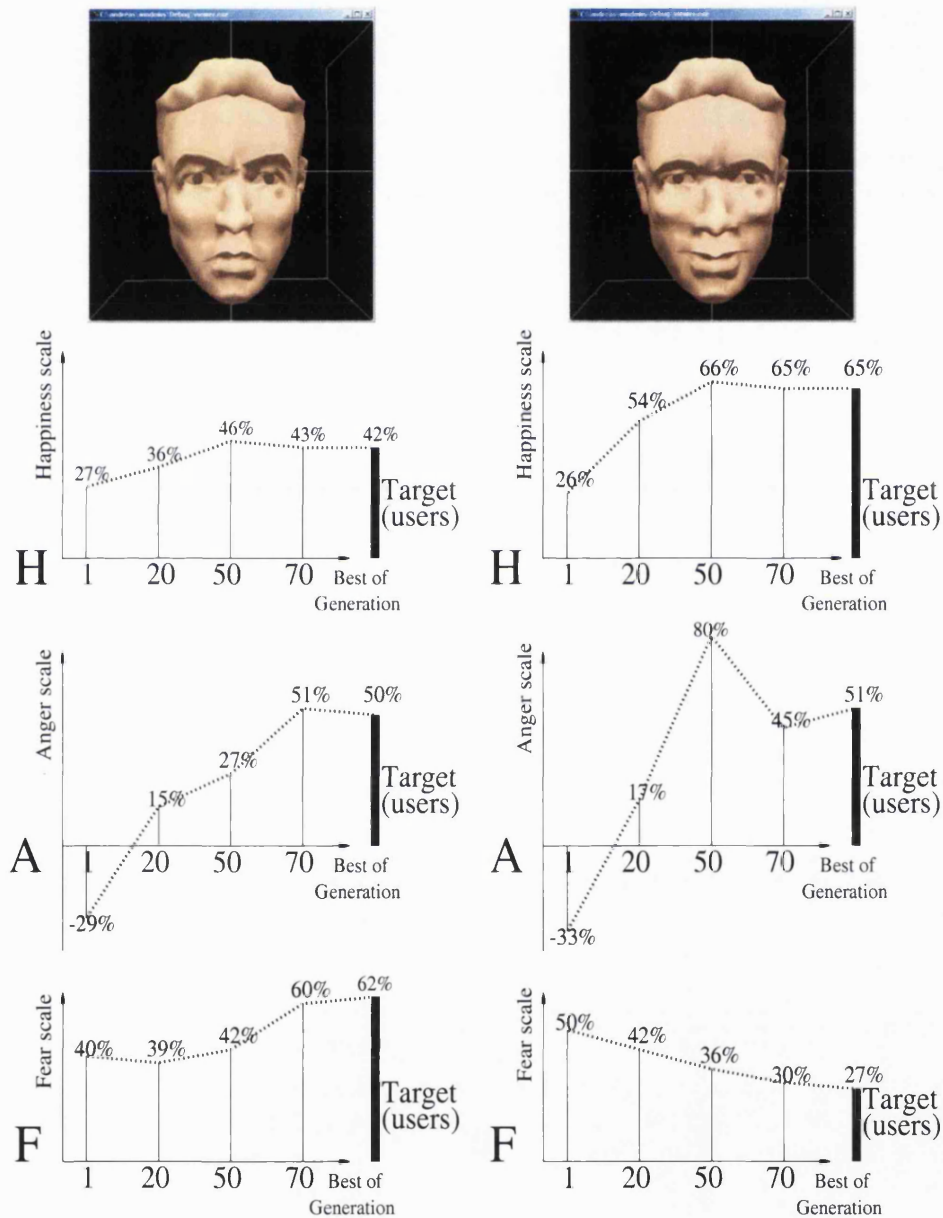 Happiness scale
27%
36%
46%
43%
42%
Target
(users)
H
1 20 50 70 Best of
Generation
Happiness scale
26%
54%
66%
65%
65%
Target
(users)
H
1 20 50 70 Best of
Generation
Anger scale
-29%
15%
27%
51%
50%
Target
(users)
A
1 20 50 70 Best of
Generation
Anger scale
-33%
17%
80%
45%
51%
Target
(users)
A
1 20 50 70 Best of
Generation
Fear scale
40%
39%
42%
60%
62%
Target
(users)
F
1 20 50 70 Best of
Generation
Fear scale
50%
42%
36%
30%
27%
Target
(users)
F
1 20 50 70 Best of
Generation